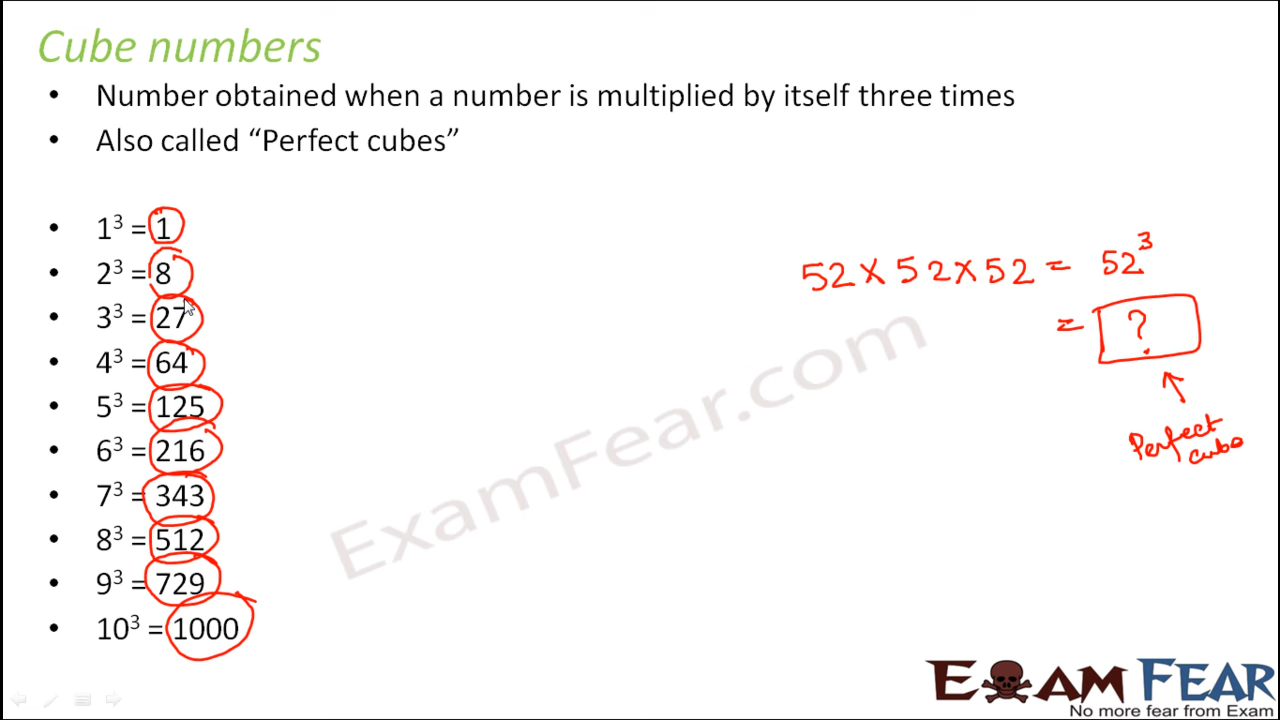 Cube numbers
• Number obtained when a number is multiplied by itself three times
• Also called “Perfect cubes”
• 1³ = 1
• 2³ = 8
• 3³ = 27
• 4³ = 64
• 5³ = 125
• 6³ = 216
• 7³ = 343
• 8³ = 512
• 9³ = 729
• 10³ = 1000
52 × 52 × 52 = 52³
= ?
Perfect
cube
ExamFear.com
EXAM FEAR
No more fear from Exam